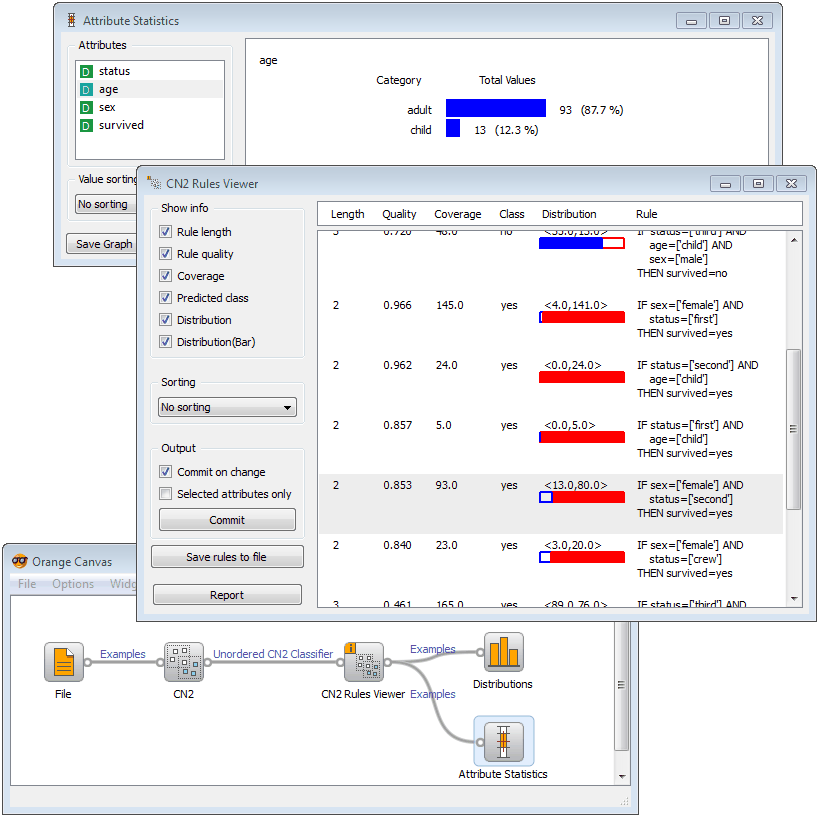 Attribute Statistics
Attributes
D status
D age
D sex
D survived
Value sorting
No sorting
Save Graph
age
Category Total Values
adult 93 (87.7 %)
child 13 (12.3 %)
CN2 Rules Viewer
Show info
Rule length
Rule quality
Coverage
Predicted class
Distribution
Distribution(Bar)
Sorting
No sorting
Output
Commit on change
Selected attributes only
Commit
Save rules to file
Report
Length Quality Coverage Class Distribution Rule
3 0.720 48.0 no <35.0,13.0> IF status=['third'] AND
age=['child'] AND
sex=['male']
THEN survived=no
2 0.966 145.0 yes <4.0,141.0> IF sex=['female'] AND
status=['first']
THEN survived=yes
2 0.962 24.0 yes <0.0,24.0> IF status=['second'] AND
age=['child']
THEN survived=yes
2 0.857 5.0 yes <0.0,5.0> IF status=['first'] AND
age=['child']
THEN survived=yes
2 0.853 93.0 yes <13.0,80.0> IF sex=['female'] AND
status=['second']
THEN survived=yes
2 0.840 23.0 yes <3.0,20.0> IF sex=['female'] AND
status=['crew']
THEN survived=yes
3 0.461 165.0 yes <89.0,76.0> IF status=['third'] AND
Orange Canvas
File Options
Examples Unordered CN2 Classifier Examples
File CN2 CN2 Rules Viewer Examples
Distributions
Attribute Statistics